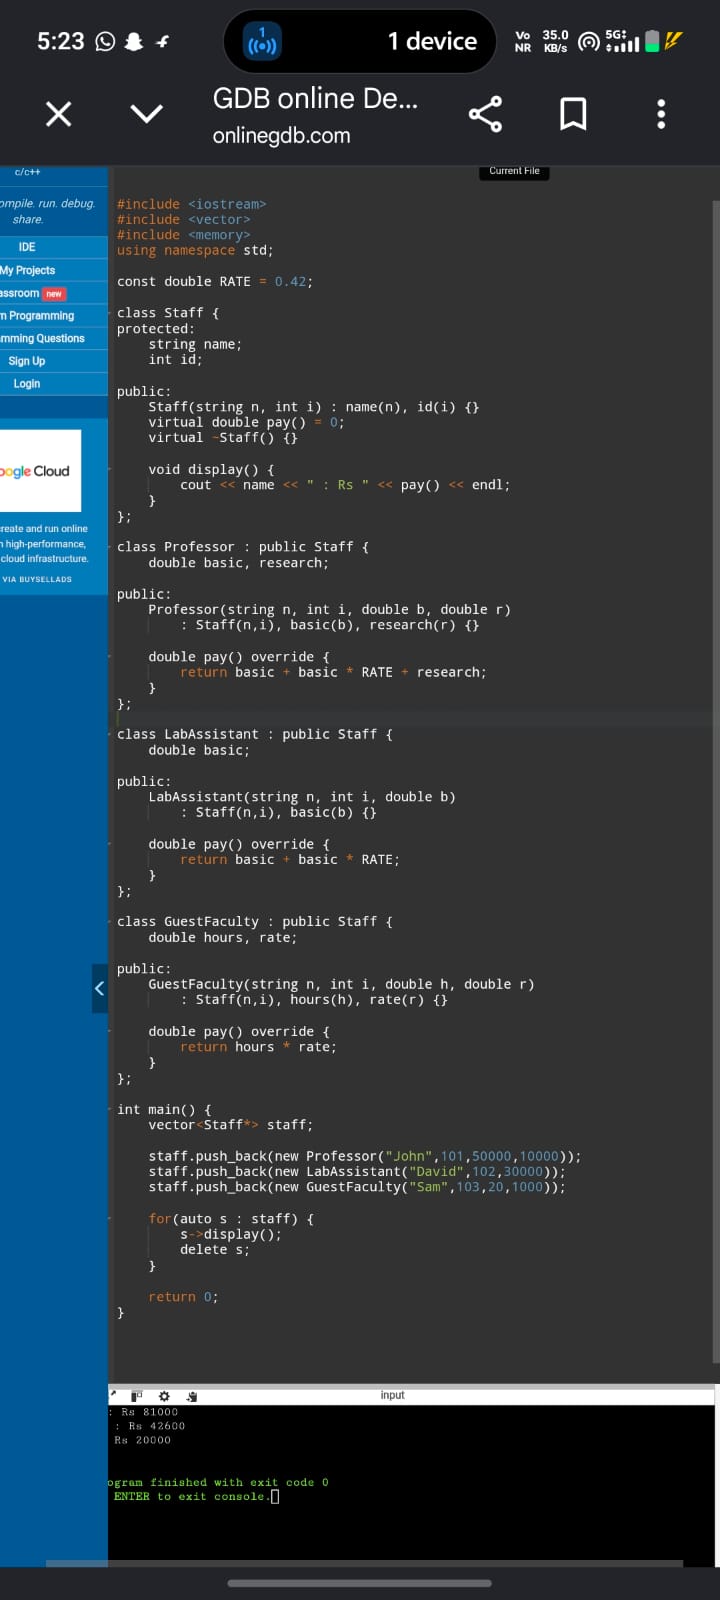 5:23
1
1 device
Vo
NR
35.0
KB/s
5G
GDB online De...
onlinegdb.com
c/c++
Current File
ompile. run. debug.
share.
IDE
My Projects
assroom new
n Programming
mming Questions
Sign Up
Login
oogle Cloud
reate and run online
n high-performance,
cloud infrastructure.
VIA BUYSELLADS
#include <iostream>
#include <vector>
#include <memory>
using namespace std;
const double RATE = 0.42;
class Staff {
protected:
string name;
int id;
public:
Staff(string n, int i) : name(n), id(i) {}
virtual double pay() = 0;
virtual ~Staff() {}
void display() {
cout << name << " : Rs " << pay() << endl;
}
};
class Professor : public Staff {
double basic, research;
public:
Professor(string n, int i, double b, double r)
: Staff(n,i), basic(b), research(r) {}
double pay() override {
return basic + basic * RATE + research;
}
};
class LabAssistant : public Staff {
double basic;
public:
LabAssistant(string n, int i, double b)
: Staff(n,i), basic(b) {}
double pay() override {
return basic + basic * RATE;
}
};
class GuestFaculty : public Staff {
double hours, rate;
public:
GuestFaculty(string n, int i, double h, double r)
: Staff(n,i), hours(h), rate(r) {}
double pay() override {
return hours * rate;
}
};
int main() {
vector<Staff*> staff;
staff.push_back(new Professor("John",101,50000,10000));
staff.push_back(new LabAssistant("David",102,30000));
staff.push_back(new GuestFaculty("Sam",103,20,1000));
for(auto s : staff) {
s->display();
delete s;
}
return 0;
}
input
: Rs 81000
: Rs 42600
Rs 20000
ogram finished with exit code 0
ENTER to exit console.